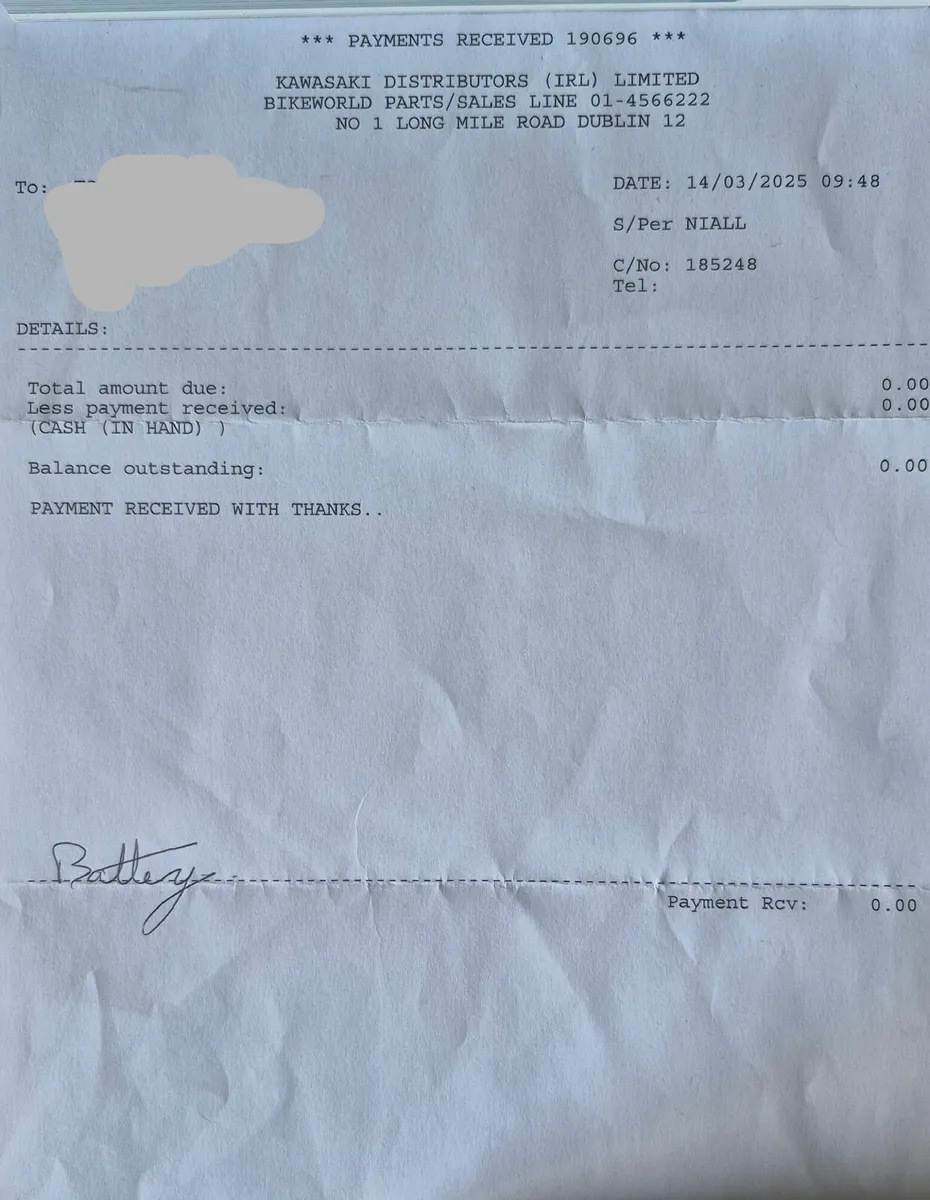 *** PAYMENTS RECEIVED 190696 ***
KAWASAKI DISTRIBUTORS (IRL) LIMITED
BIKEWORLD PARTS/SALES LINE 01-4566222
NO 1 LONG MILE ROAD DUBLIN 12
To:
DATE: 14/03/2025 09:48
S/Per NIALL
C/No: 185248
Tel:
DETAILS:
Total amount due: 0.00
Less payment received: 0.00
(CASH (IN HAND) )
Balance outstanding: 0.00
PAYMENT RECEIVED WITH THANKS..
Battery
Payment Rcv: 0.00